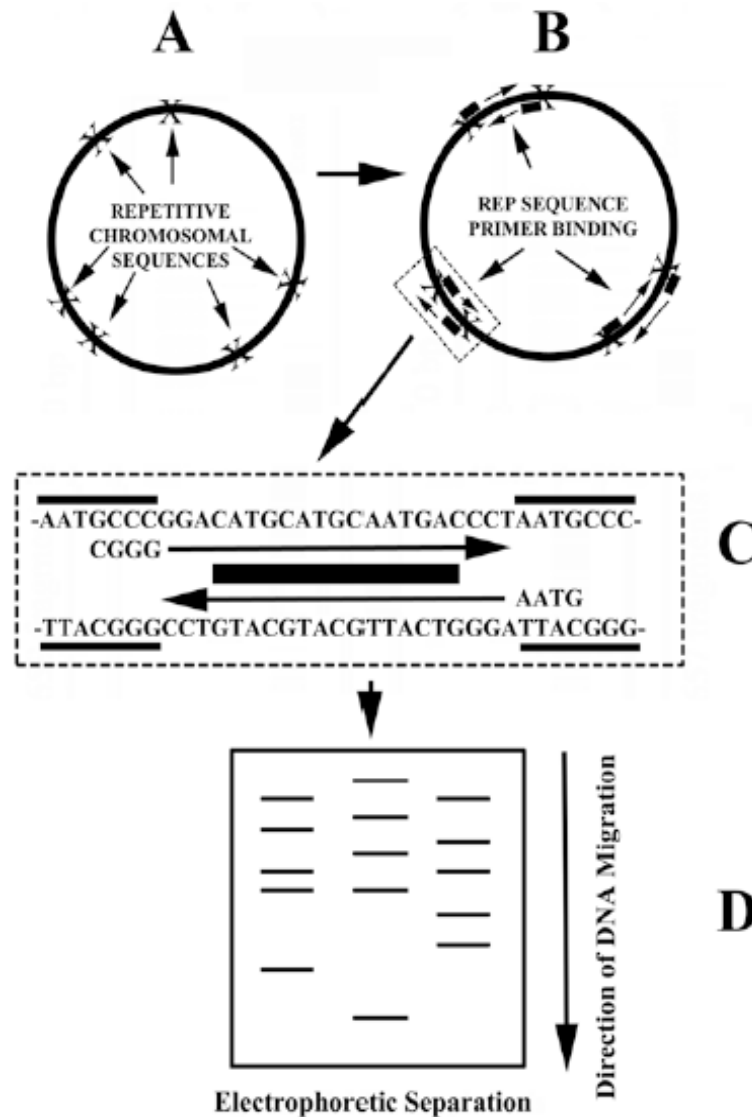 A
B
REPETITIVE
CHROMOSOMAL
SEQUENCES
REP SEQUENCE
PRIMER BINDING
X
X
X
X
X
X
X
X
X
X
X
X
C
-AATGCCCGGACATGCATGCAATGACCCTAATGCCC-
CGGG
AATG
-TTACGGGCCTGTACGTACGTTACTGGGATTACGGG-
D
Direction of DNA Migration
Electrophoretic Separation